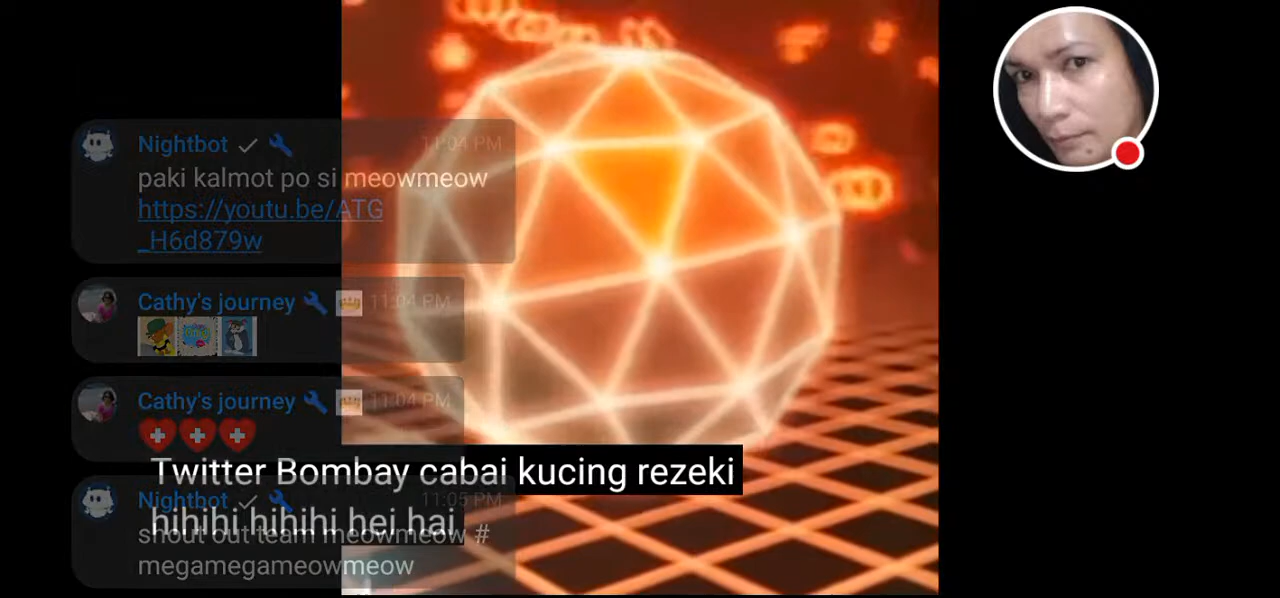 Nightbot 11:04 PM
paki kalmot po si meowmeow
https://youtu.be/ATG
_H6d879w
Cathy's journey 11:04 PM
Cathy's journey 11:04 PM
Twitter Bombay cabai kucing rezeki
Nightbot 11:05 PM
hihihi hihihi hei hai
shout out team meowmeow #
megamegameowmeow